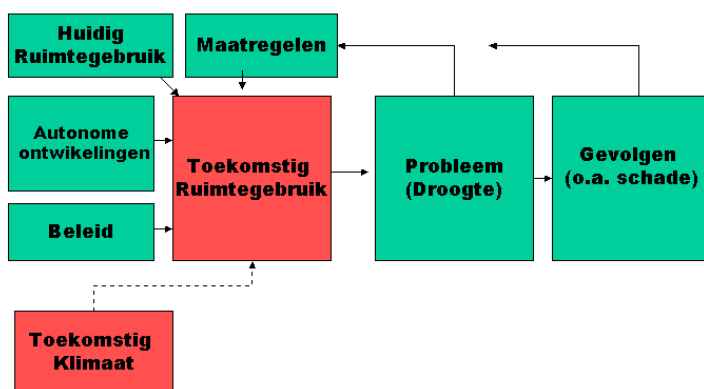 Huidig
Ruimtegebruik
Maatregelen
Autonome
ontwikelingen
Toekomstig
Ruimtegebruik
Probleem
(Droogte)
Gevolgen
(o.a. schade)
Beleid
Toekomstig
Klimaat